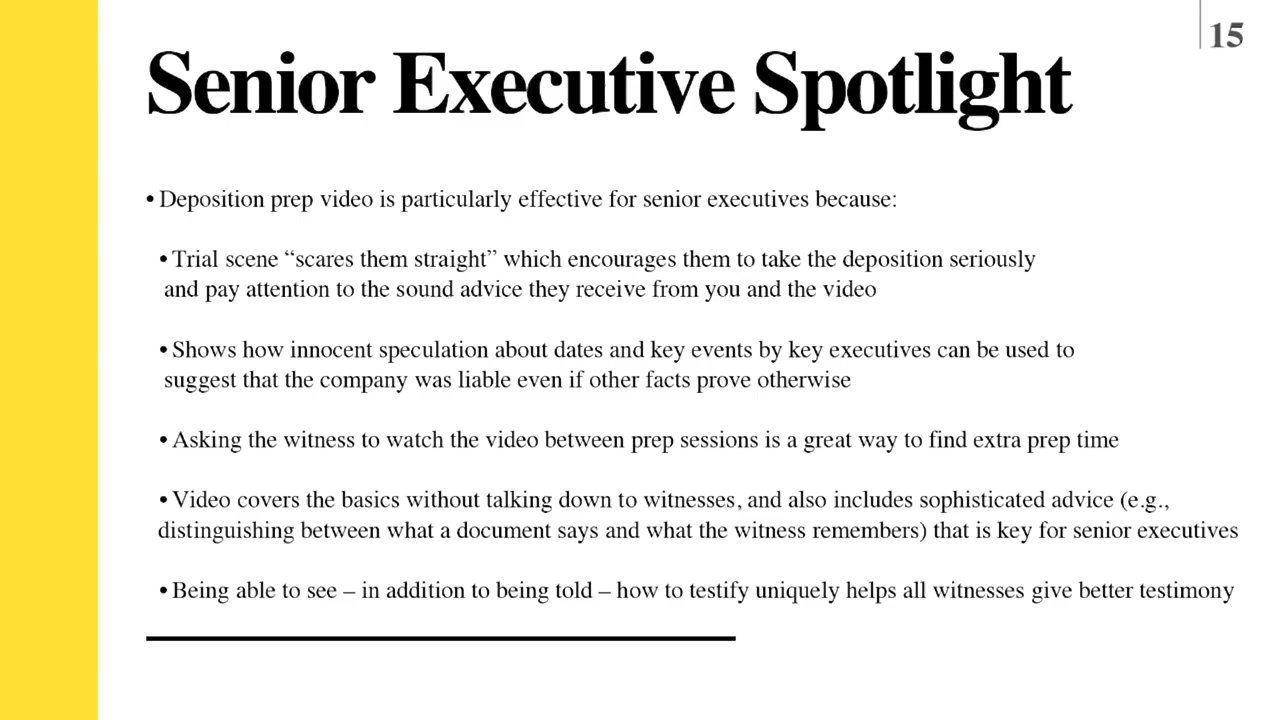 15
Senior Executive Spotlight
• Deposition prep video is particularly effective for senior executives because:
• Trial scene “scares them straight” which encourages them to take the deposition seriously
and pay attention to the sound advice they receive from you and the video
• Shows how innocent speculation about dates and key events by key executives can be used to
suggest that the company was liable even if other facts prove otherwise
• Asking the witness to watch the video between prep sessions is a great way to find extra prep time
• Video covers the basics without talking down to witnesses, and also includes sophisticated advice (e.g.,
distinguishing between what a document says and what the witness remembers) that is key for senior executives
• Being able to see – in addition to being told – how to testify uniquely helps all witnesses give better testimony